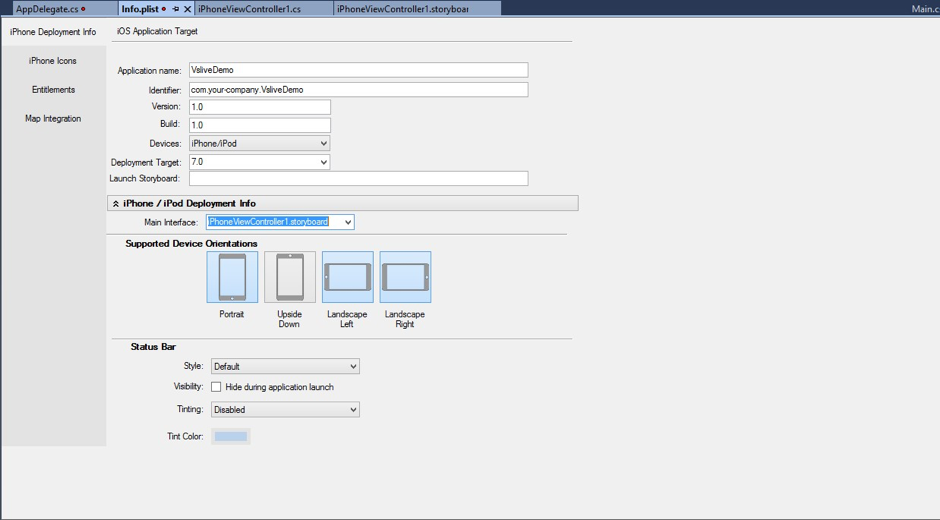 AppDelegate.cs
Info.plist
iPhoneViewController1.cs
iPhoneViewController1.storyboar
Main.c
iPhone Deployment Info
iPhone Icons
Entitlements
Map Integration
iOS Application Target
Application name: VsliveDemo
Identifier: com.your-company.VsliveDemo
Version: 1.0
Build: 1.0
Devices: iPhone/iPod
Deployment Target: 7.0
Launch Storyboard:
iPhone / iPod Deployment Info
Main Interface: iPhoneViewController1.storyboard
Supported Device Orientations
Portrait
Upside
Down
Landscape
Left
Landscape
Right
Status Bar
Style: Default
Visibility: Hide during application launch
Tinting: Disabled
Tint Color: